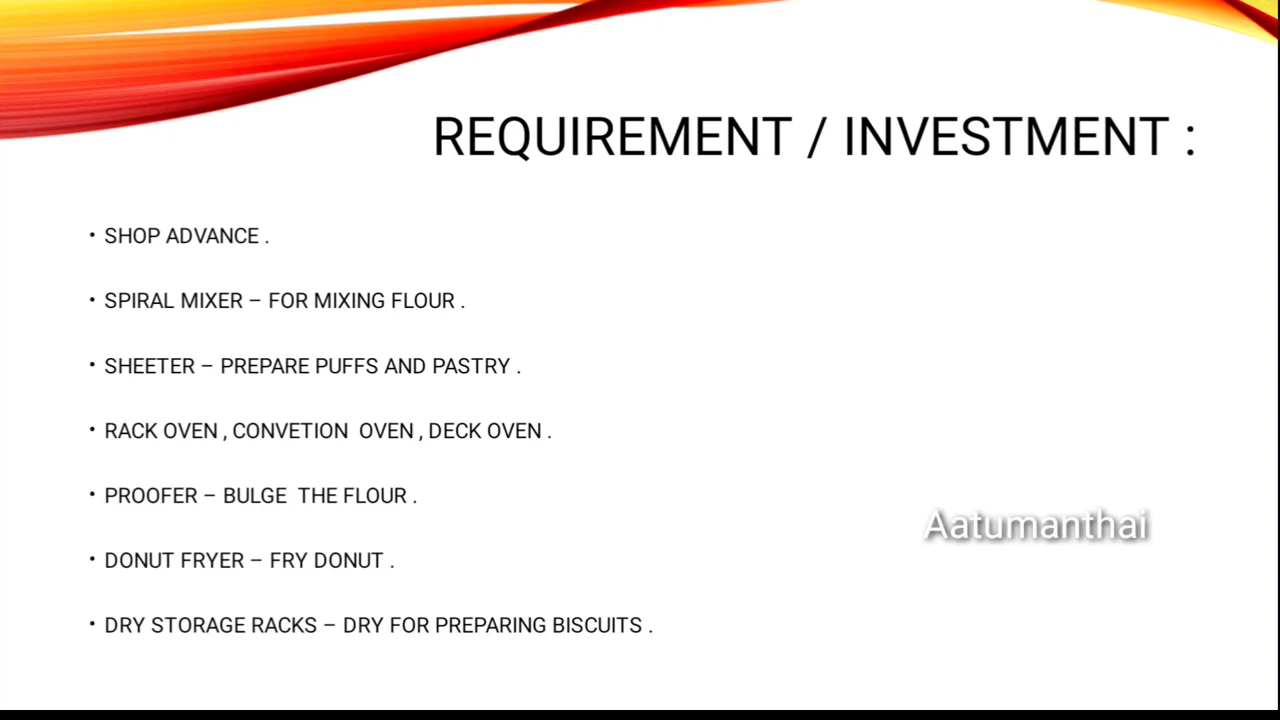 REQUIREMENT / INVESTMENT :
• SHOP ADVANCE .
• SPIRAL MIXER – FOR MIXING FLOUR .
• SHEETER – PREPARE PUFFS AND PASTRY .
• RACK OVEN , CONVETION  OVEN , DECK OVEN .
• PROOFER – BULGE  THE FLOUR .
Aatumanthai
• DONUT FRYER – FRY DONUT .
• DRY STORAGE RACKS – DRY FOR PREPARING BISCUITS .